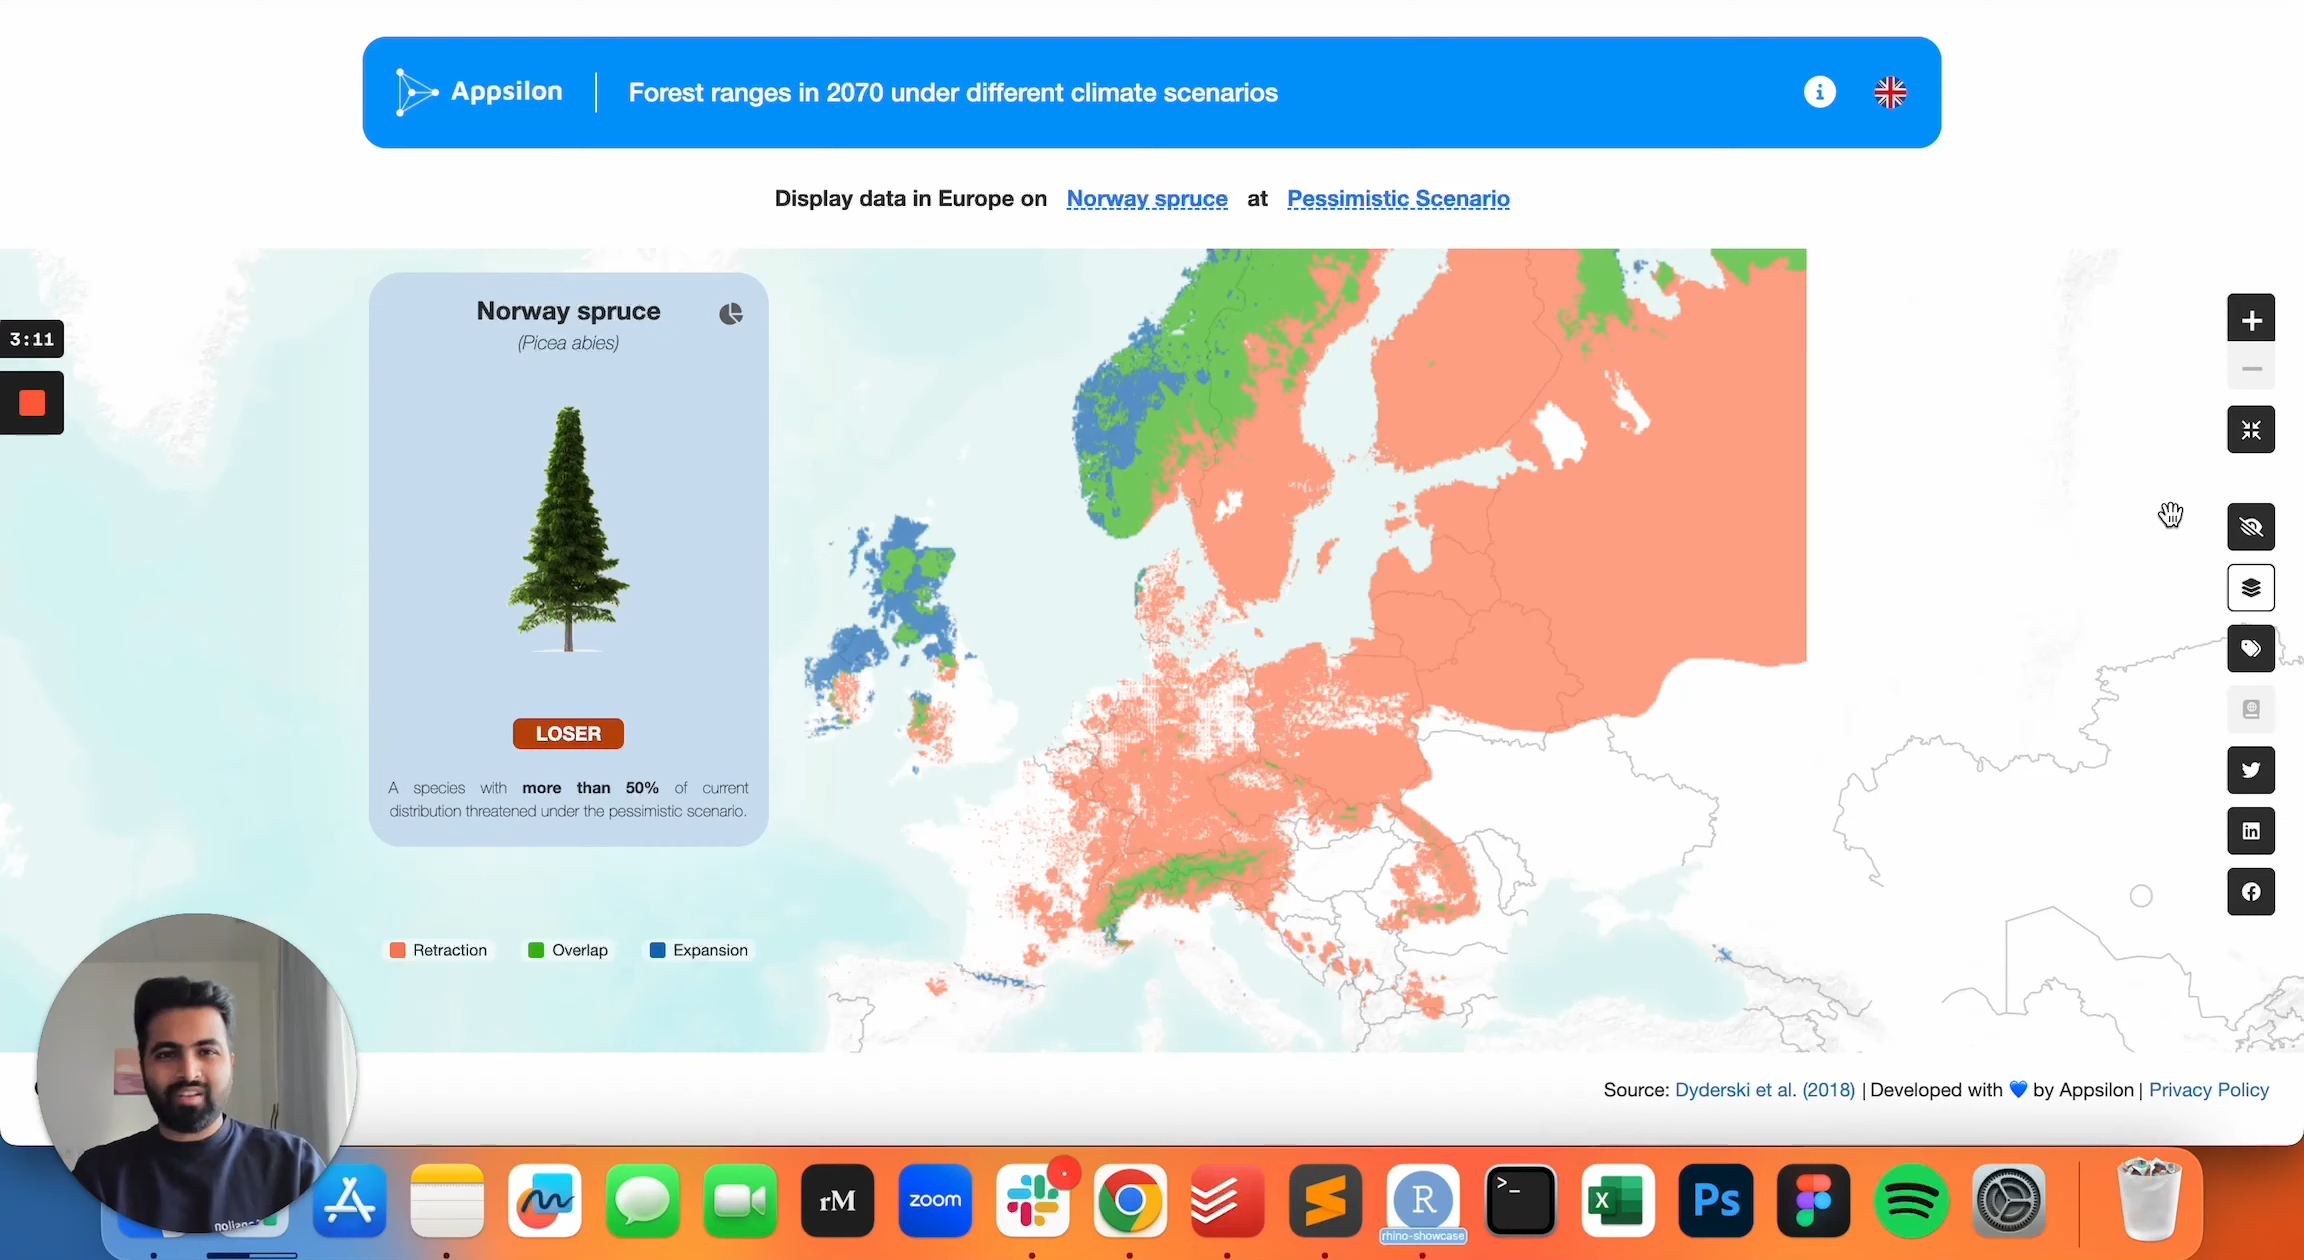 Appsilon
Forest ranges in 2070 under different climate scenarios
Display data in Europe on Norway spruce at Pessimistic Scenario
3:11
Norway spruce
(Picea abies)
LOSER
A species with more than 50% of current
distribution threatened under the pessimistic scenario.
Retraction
Overlap
Expansion
Source: Dyderski et al. (2018) | Developed with 💙 by Appsilon | Privacy Policy
rM
zoom
R
rhino-showcase
>_
X
Ps